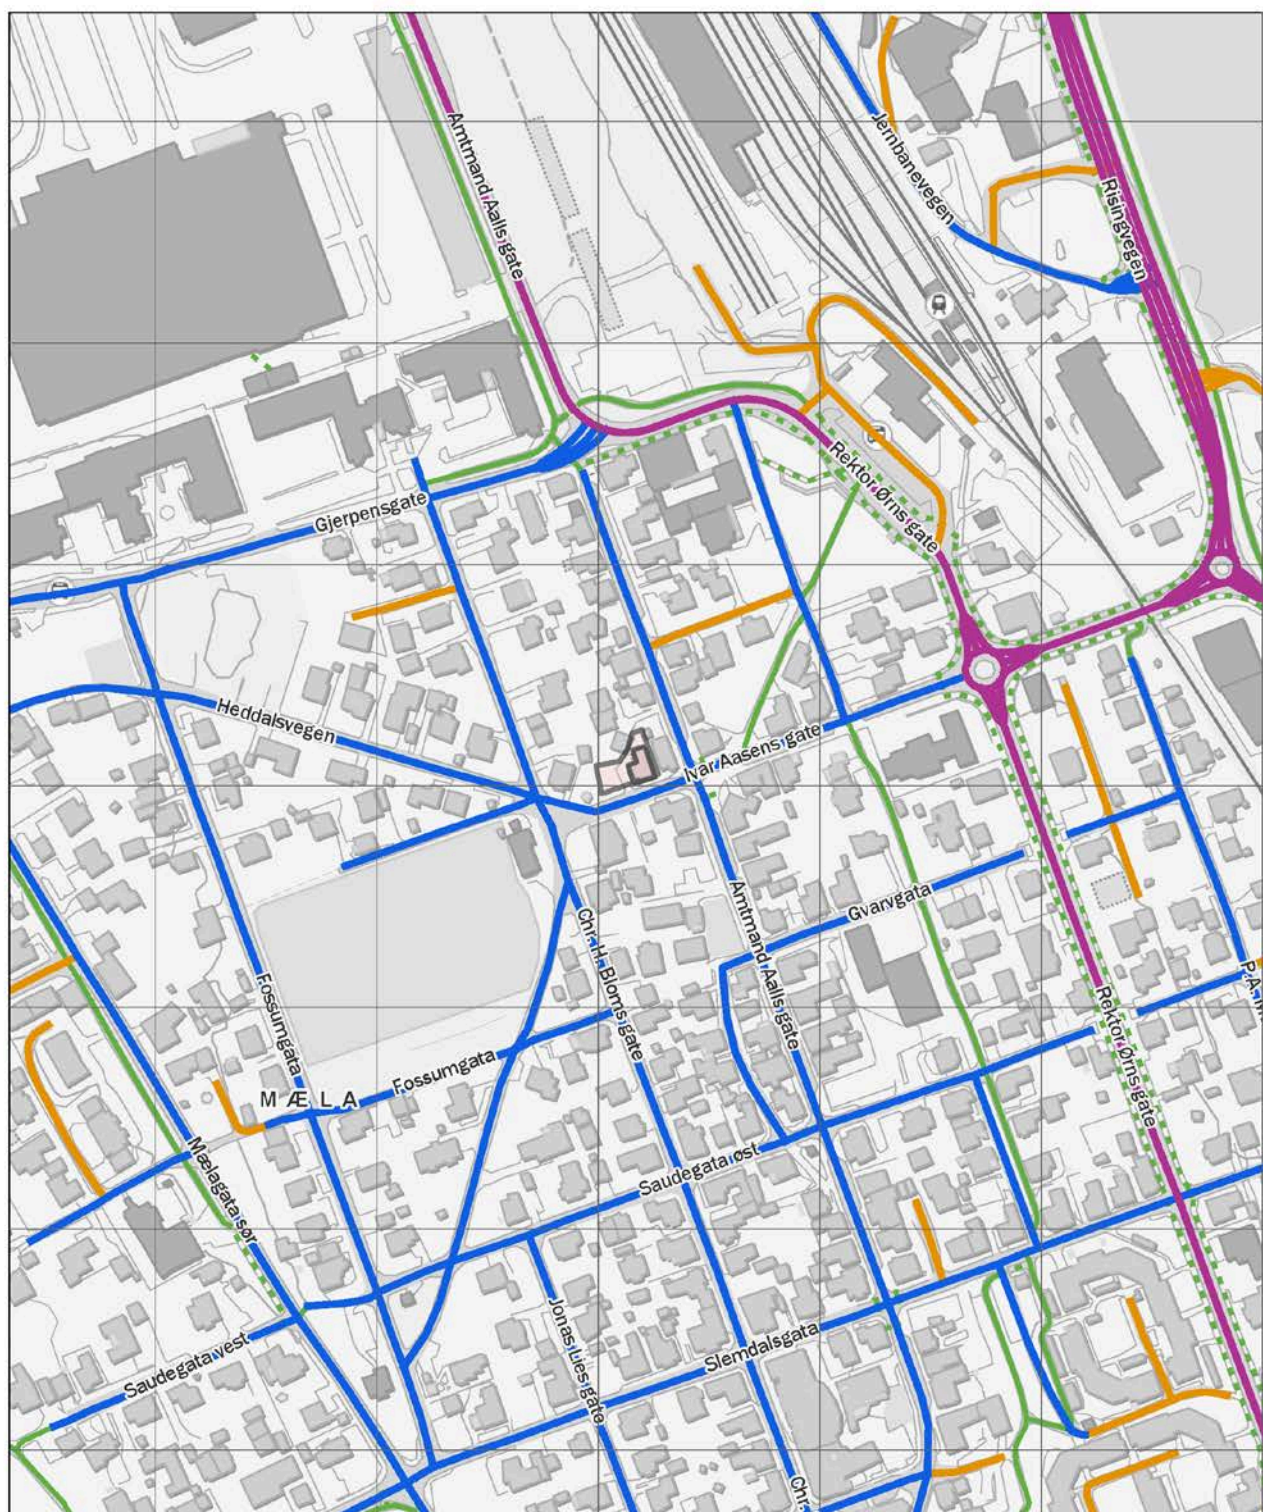 Amtmand Aalls gate
Jernbanevegen
Risingvegen
Rektor Ørns gate
Gjerpensgate
Heddalsvegen
Ivar Aasens gate
Gvarvgata
Amtmand Aalls gate
Chr. H. Bloms gate
Fossumgata
P. A. M
Rektor Ørns gate
Fossumgata
MÆLA
Mælagata sør
Saudegata øst
Jonas Lies gate
Slemdalsgata
Saudegata vest
Chr.